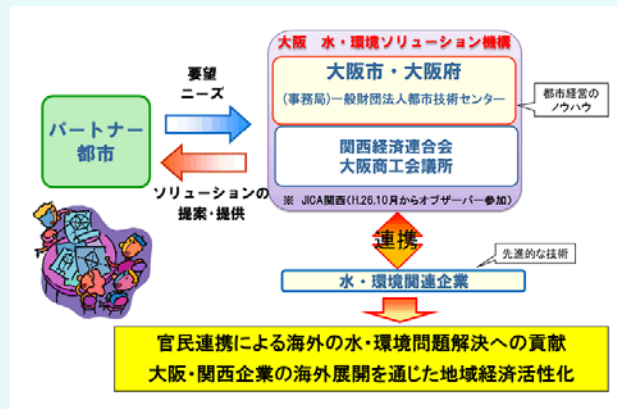 大阪 水・環境ソリューション機構
要望
ニーズ
大阪市・大阪府
(事務局)一般財団法人都市技術センター
都市経営の
ノウハウ
パートナー
都市
関西経済連合会
大阪商工会議所
ソリューションの
提案・提供
※ JICA関西(H.26.10月からオブザーバー参加)
連携
先進的な技術
水・環境関連企業
官民連携による海外の水・環境問題解決への貢献
大阪・関西企業の海外展開を通じた地域経済活性化